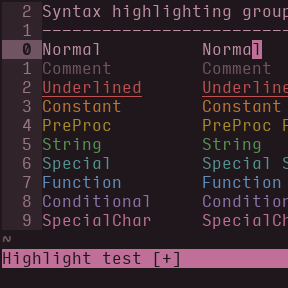 2 Syntax highlighting group
1 ---------------------------
0 Normal Normal
1 Comment Comment
2 Underlined Underline
3 Constant Constant
4 PreProc PreProc P
5 String String
6 Special Special S
7 Function Function
8 Conditional Condition
9 SpecialChar SpecialCh
~
Highlight test [+]